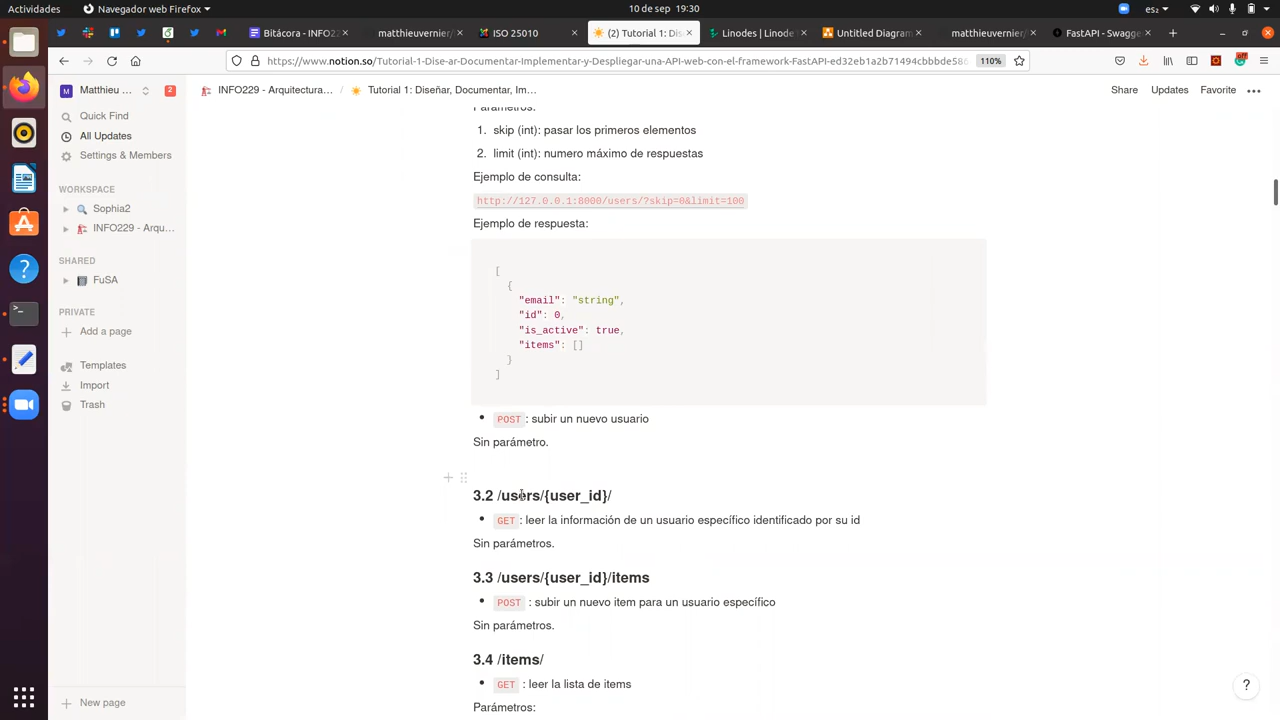 Actividades
Navegador web Firefox
10 de sep 19:30
es₂
Bitácora - INFO22
matthieuvernier/
ISO 25010
(2) Tutorial 1: Dis
Linodes | Linode
Untitled Diagram
matthieuvernier/
FastAPI - Swagge
https://www.notion.so/Tutorial-1-Dise-ar-Documentar-Implementar-y-Despliegar-una-API-web-con-el-framework-FastAPI-ed32eb1a2b71494cbbbde58
110%
M
Matthieu ...
2
INFO229 - Arquitectura...
/
Tutorial 1: Diseñar, Documentar, Im...
Share
Updates
Favorite
Quick Find
All Updates
Settings & Members
WORKSPACE
Sophia2
INFO229 - Arqu...
SHARED
FuSA
PRIVATE
Add a page
Templates
Import
Trash
New page
Parámetros:
1. skip (int): pasar los primeros elementos
2. limit (int): numero máximo de respuestas
Ejemplo de consulta:
http://127.0.0.1:8000/users/?skip=0&limit=100
Ejemplo de respuesta:
[
{
"email": "string",
"id": 0,
"is_active": true,
"items": []
}
]
• POST : subir un nuevo usuario
Sin parámetro.
3.2 /users/{user_id}/
• GET : leer la información de un usuario específico identificado por su id
Sin parámetros.
3.3 /users/{user_id}/items
• POST : subir un nuevo item para un usuario específico
Sin parámetros.
3.4 /items/
• GET : leer la lista de items
Parámetros:
?